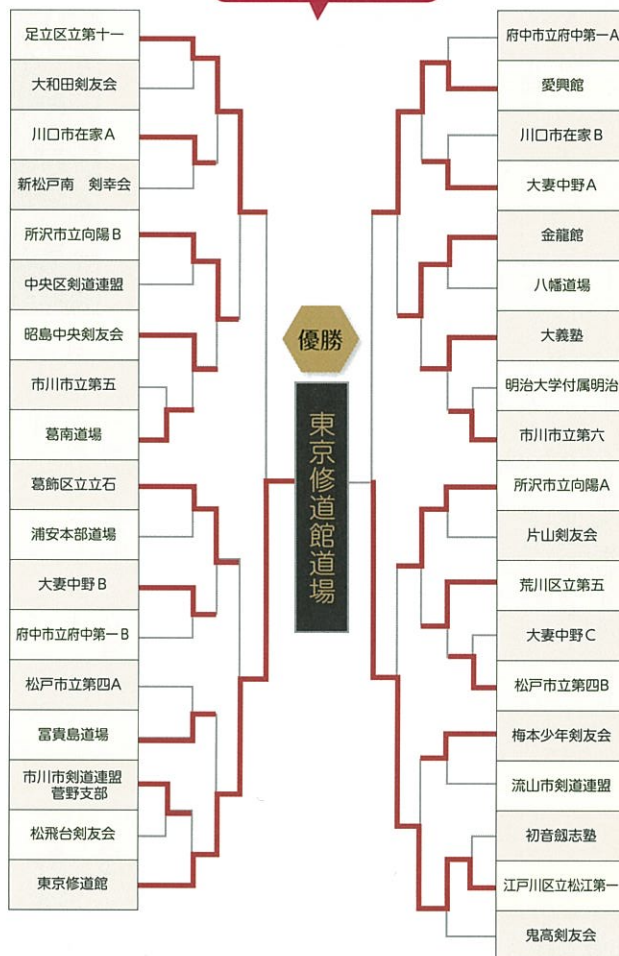 足立区立第十一
大和田剣友会
川口市在家A
新松戸南　剣幸会
所沢市立向陽B
中央区剣道連盟
昭島中央剣友会
市川市立第五
葛南道場
葛飾区立立石
浦安本部道場
大妻中野B
府中市立府中第一B
松戸市立第四A
冨貴島道場
市川市剣道連盟
菅野支部
松飛台剣友会
東京修道館
優勝
東京修道館道場
府中市立府中第一A
愛興館
川口市在家B
大妻中野A
金龍館
八幡道場
大義塾
明治大学付属明治
市川市立第六
所沢市立向陽A
片山剣友会
荒川区立第五
大妻中野C
松戸市立第四B
梅本少年剣友会
流山市剣道連盟
初音剱志塾
江戸川区立松江第一
鬼高剣友会